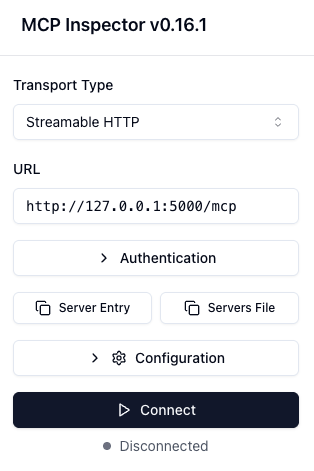 MCP Inspector v0.16.1
Transport Type
Streamable HTTP
URL
http://127.0.0.1:5000/mcp
Authentication
Server Entry Servers File
Configuration
Connect
Disconnected